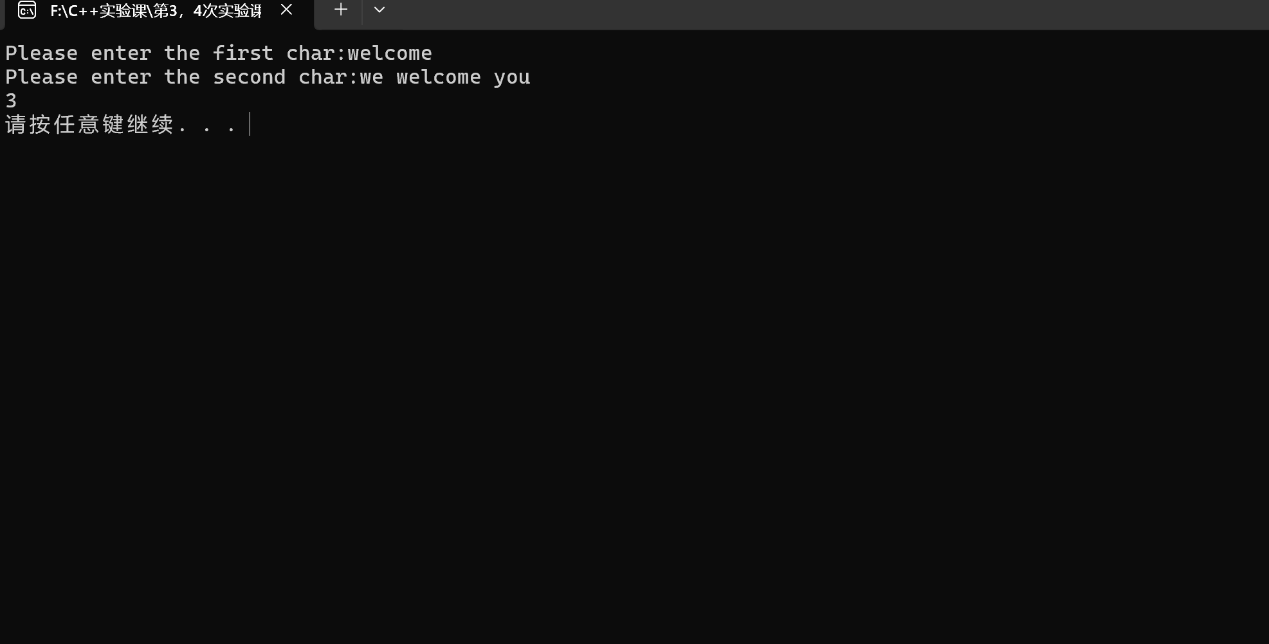 F:\C++实验课\第3，4次实验课
Please enter the first char:welcome
Please enter the second char:we welcome you
3
请按任意键继续. . .